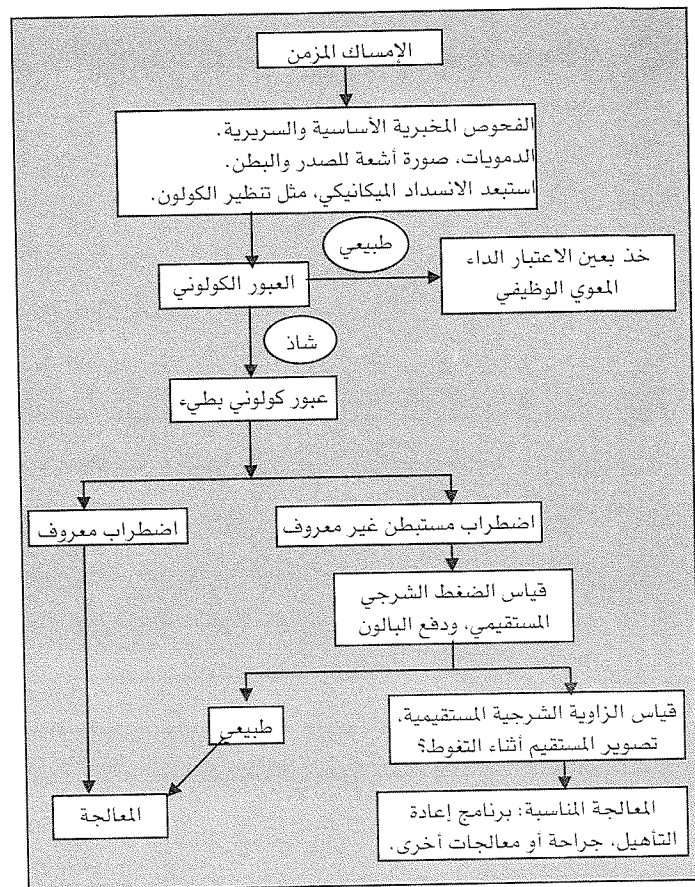 الإمساك المزمن
الفحوص المخبرية الأساسية والسريرية.
الدمويات، صورة أشعة للصدر والبطن.
استبعد الانسداد الميكانيكي، مثل تنظير الكولون.
طبيعي
خذ بعين الاعتبار الداء
المعوي الوظيفي
العبور الكولوني
شاذ
عبور كولوني بطيء
اضطراب مستبطن غير معروف
اضطراب معروف
قياس الضغط الشرجي
المستقيمي، ودفع البالون
قياس الزاوية الشرجية المستقيمية،
تصوير المستقيم أثناء التغوط؟
طبيعي
المعالجة المناسبة: برنامج إعادة
التأهيل، جراحة أو معالجات أخرى.
المعالجة